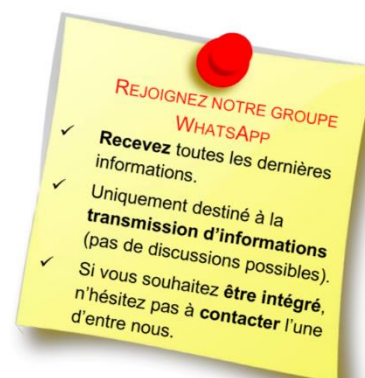 REJOIGNEZ NOTRE GROUPE
WHATSAPP
✓ Recevez toutes les dernières
informations.
✓ Uniquement destiné à la
transmission d'informations
(pas de discussions possibles).
✓ Si vous souhaitez être intégré,
n'hésitez pas à contacter l'une
d'entre nous.